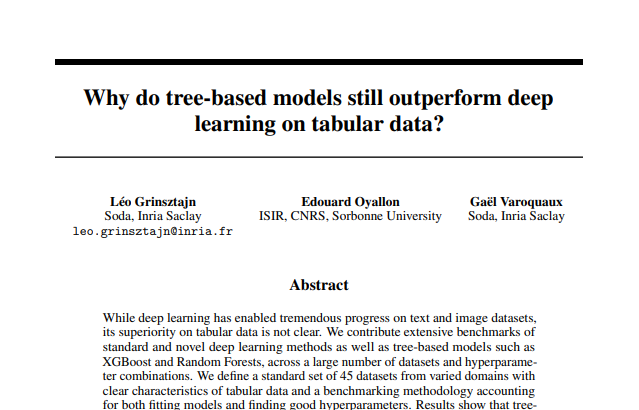 Why do tree-based models still outperform deep
learning on tabular data?
Léo Grinsztajn
Soda, Inria Saclay
leo.grinsztajn@inria.fr
Edouard Oyallon
ISIR, CNRS, Sorbonne University
Gaël Varoquaux
Soda, Inria Saclay
Abstract
While deep learning has enabled tremendous progress on text and image datasets,
its superiority on tabular data is not clear. We contribute extensive benchmarks of
standard and novel deep learning methods as well as tree-based models such as
XGBoost and Random Forests, across a large number of datasets and hyperparame-
ter combinations. We define a standard set of 45 datasets from varied domains with
clear characteristics of tabular data and a benchmarking methodology accounting
for both fitting models and finding good hyperparameters. Results show that tree-